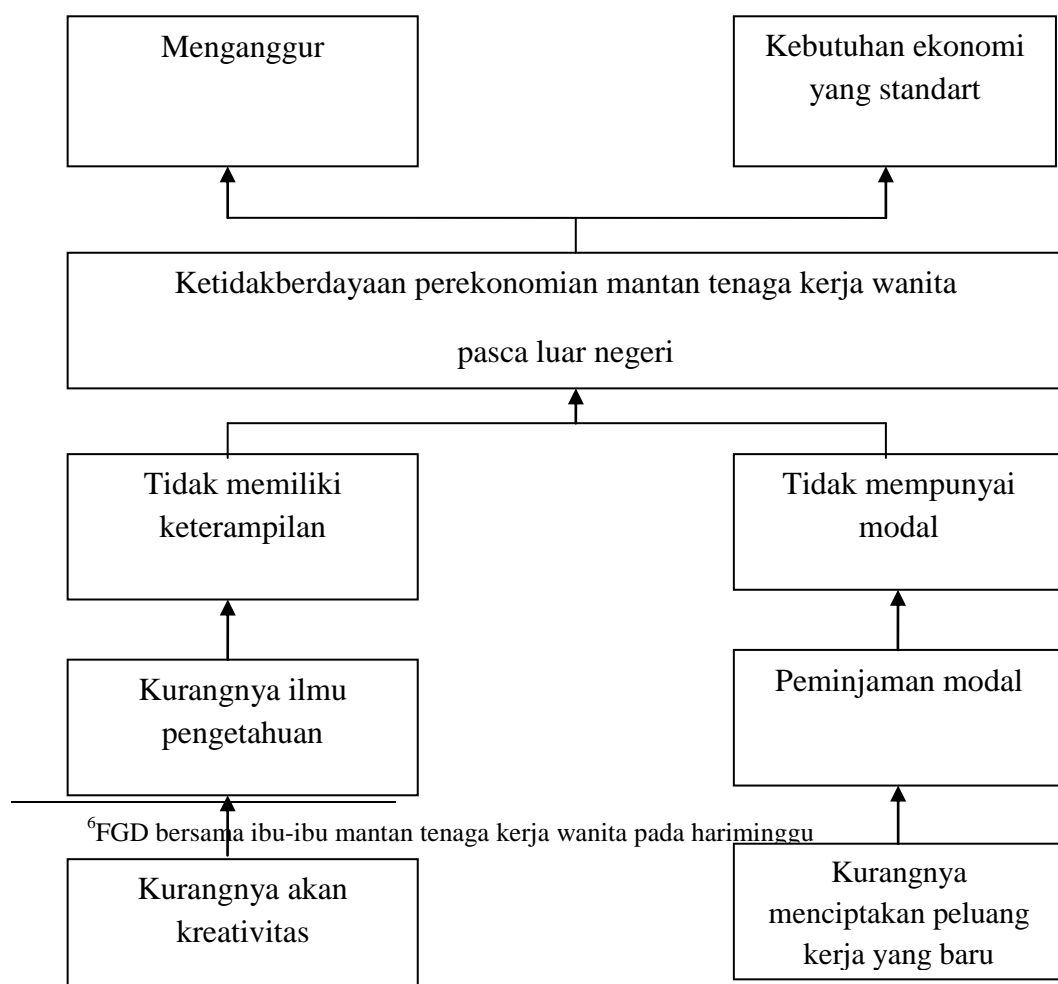 Menganggur
Kebutuhan ekonomi
yang standart
Ketidakberdayaan perekonomian mantan tenaga kerja wanita
pasca luar negeri
Tidak memiliki
keterampilan
Tidak mempunyai
modal
Kurangnya ilmu
pengetahuan
Peminjaman modal
6FGD bersama ibu-ibu mantan tenaga kerja wanita pada hariminggu
Kurangnya akan
kreativitas
Kurangnya
menciptakan peluang
kerja yang baru